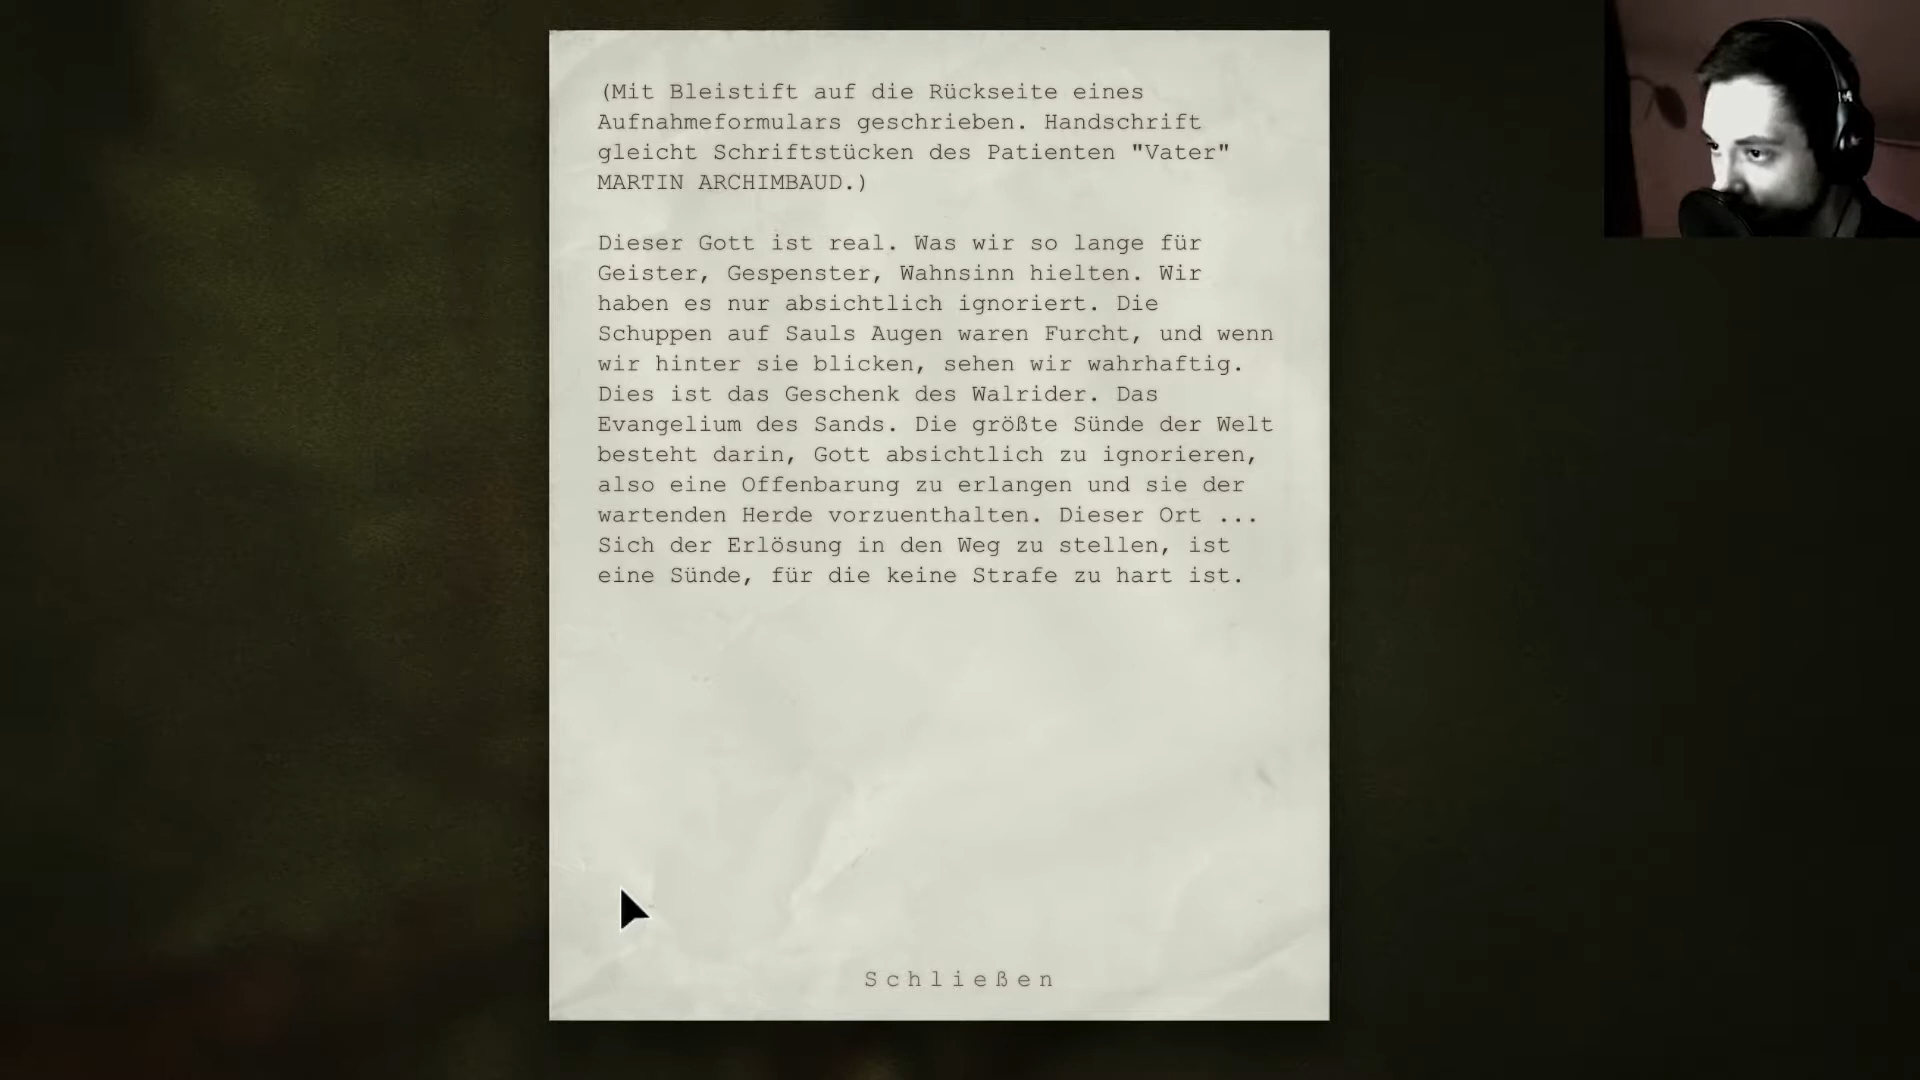 (Mit Bleistift auf die Rückseite eines
Aufnahmeformulars geschrieben. Handschrift
gleicht Schriftstücken des Patienten "Vater"
MARTIN ARCHIMBAUD.)
Dieser Gott ist real. Was wir so lange für
Geister, Gespenster, Wahnsinn hielten. Wir
haben es nur absichtlich ignoriert. Die
Schuppen auf Sauls Augen waren Furcht, und wenn
wir hinter sie blicken, sehen wir wahrhaftig.
Dies ist das Geschenk des Walrider. Das
Evangelium des Sands. Die größte Sünde der Welt
besteht darin, Gott absichtlich zu ignorieren,
also eine Offenbarung zu erlangen und sie der
wartenden Herde vorzuenthalten. Dieser Ort ...
Sich der Erlösung in den Weg zu stellen, ist
eine Sünde, für die keine Strafe zu hart ist.
Schließen